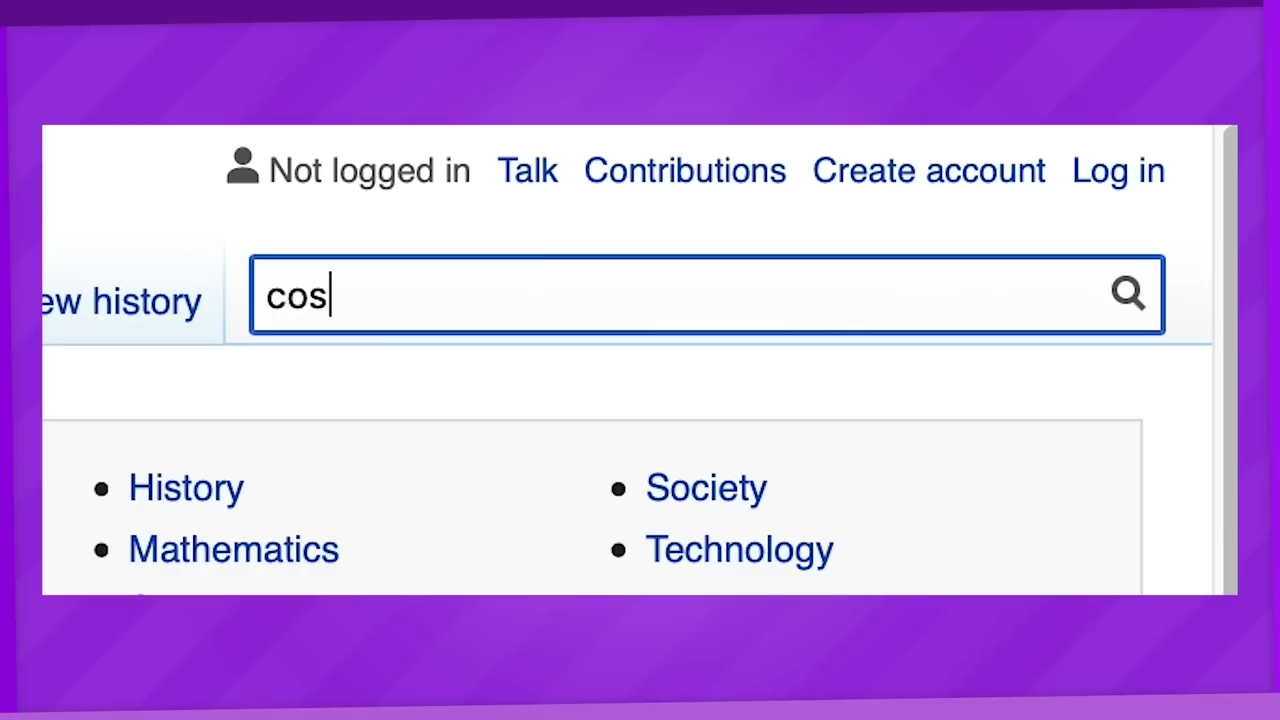 Not logged in Talk Contributions Create account Log in
ew history
cos
History
Society
Mathematics
Technology